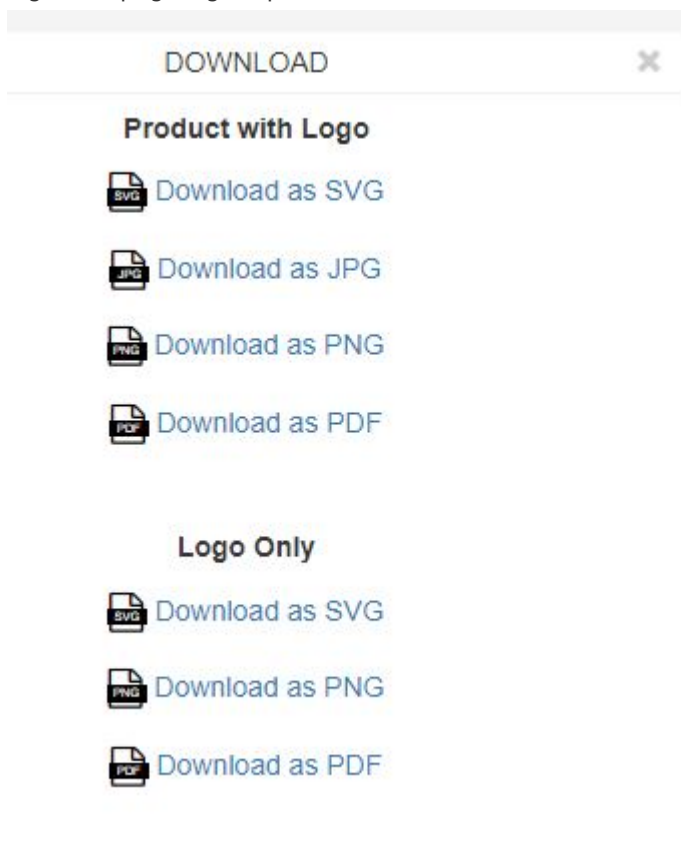 DOWNLOAD
Product with Logo
SVG Download as SVG
JPG Download as JPG
PNG Download as PNG
PDF Download as PDF
Logo Only
SVG Download as SVG
PNG Download as PNG
PDF Download as PDF